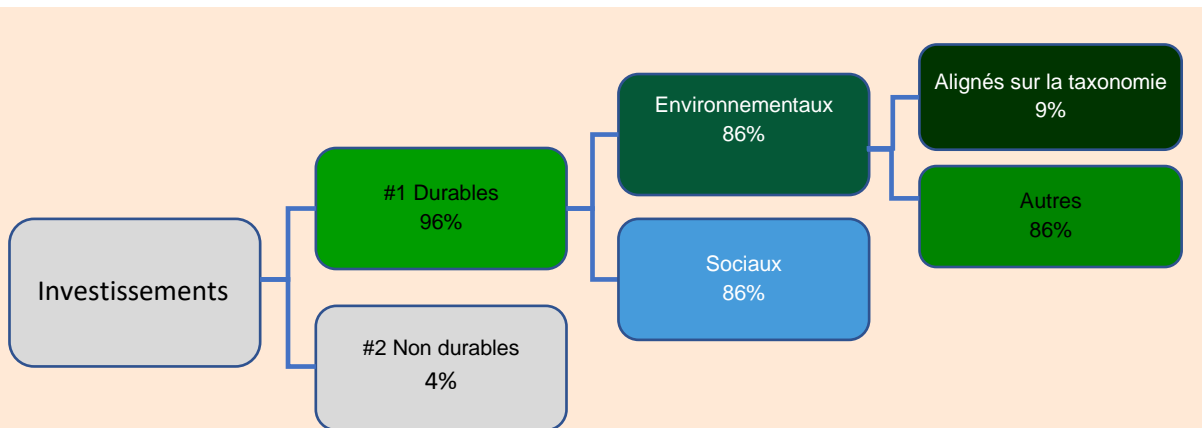 Investissements
#1 Durables
96%
#2 Non durables
4%
Environnementaux
86%
Sociaux
86%
Alignés sur la taxonomie
9%
Autres
86%